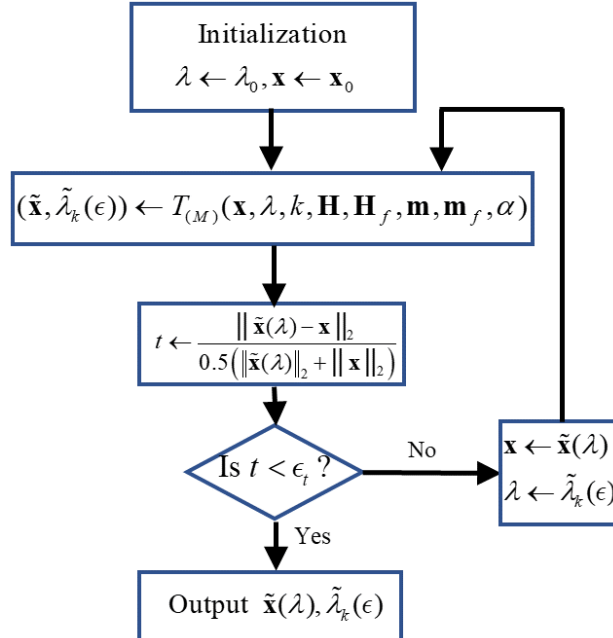 Initialization
λ ← λ₀, x ← x₀
(x̃, λ̃ₖ(ϵ)) ← T₍M₎(x, λ, k, H, H_f, m, m_f, α)
t ← ‖ x̃(λ) − x ‖₂ / 0.5(‖x̃(λ)‖₂ + ‖ x ‖₂)
Is t < ϵₜ ?
No
x ← x̃(λ)
λ ← λ̃ₖ(ϵ)
Yes
Output x̃(λ), λ̃ₖ(ϵ)